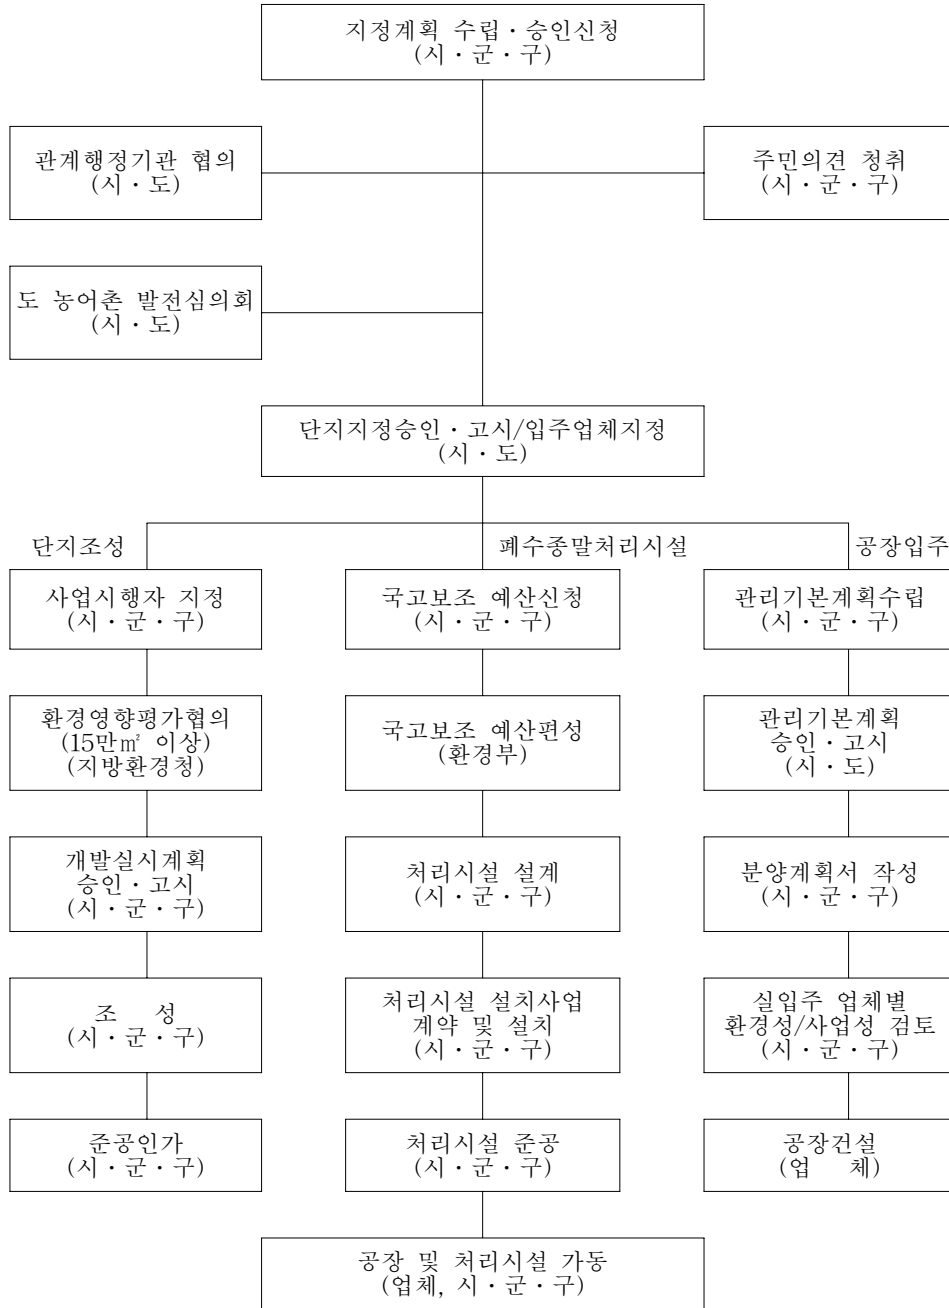 지정계획 수립·승인신청
(시·군·구)
관계행정기관 협의
(시·도)
주민의견 청취
(시·군·구)
도 농어촌 발전심의회
(시·도)
단지지정승인·고시/입주업체지정
(시·도)
단지조성
폐수종말처리시설
공장입주
사업시행자 지정
(시·군·구)
국고보조 예산신청
(시·군·구)
관리기본계획수립
(시·군·구)
환경영향평가협의
(15만㎡ 이상)
(지방환경청)
국고보조 예산편성
(환경부)
관리기본계획
승인·고시
(시·도)
개발실시계획
승인·고시
(시·군·구)
처리시설 설계
(시·군·구)
분양계획서 작성
(시·군·구)
조 성
(시·군·구)
처리시설 설치사업
계약 및 설치
(시·군·구)
실입주 업체별
환경성/사업성 검토
(시·군·구)
준공인가
(시·군·구)
처리시설 준공
(시·군·구)
공장건설
(업 체)
공장 및 처리시설 가동
(업체, 시·군·구)